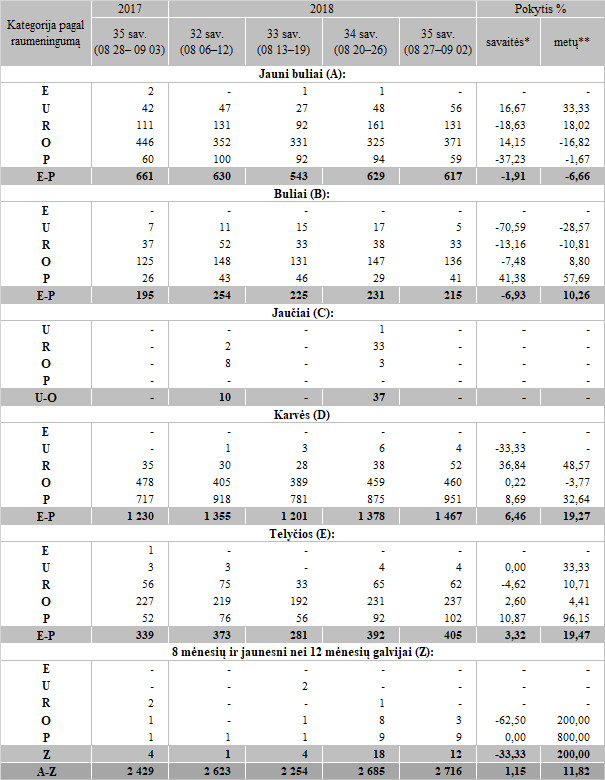 Kategorija pagal raumeningumą 2017 2018 Pokytis %
35 sav. (08 28– 09 03) 32 sav. (08 06–12) 33 sav. (08 13–19) 34 sav. (08 20–26) 35 sav. (08 27–09 02) savaitės* metų**
Jauni buliai (A):
E 2 - 1 1 - - -
U 42 47 27 48 56 16,67 33,33
R 111 131 92 161 131 -18,63 18,02
O 446 352 331 325 371 14,15 -16,82
P 60 100 92 94 59 -37,23 -1,67
E-P 661 630 543 629 617 -1,91 -6,66
Buliai (B):
E - - - - - - -
U 7 11 15 17 5 -70,59 -28,57
R 37 52 33 38 33 -13,16 -10,81
O 125 148 131 147 136 -7,48 8,80
P 26 43 46 29 41 41,38 57,69
E-P 195 254 225 231 215 -6,93 10,26
Jaučiai (C):
U - - - 1 - - -
R - 2 - 33 - - -
O - 8 - 3 - - -
P - - - - - - -
U-O - 10 - 37 - - -
Karvės (D)
E - - - - - - -
U - 1 3 6 4 -33,33 -
R 35 30 28 38 52 36,84 48,57
O 478 405 389 459 460 0,22 -3,77
P 717 918 781 875 951 8,69 32,64
E-P 1 230 1 355 1 201 1 378 1 467 6,46 19,27
Telyčios (E):
E 1 - - - - - -
U 3 3 - 4 4 0,00 33,33
R 56 75 33 65 62 -4,62 10,71
O 227 219 192 231 237 2,60 4,41
P 52 76 56 92 102 10,87 96,15
E-P 339 373 281 392 405 3,32 19,47
8 mėnesių ir jaunesni nei 12 mėnesių galvijai (Z):
E - - - - - - -
U - - 2 - - - -
R 2 - - 1 - - -
O 1 - 1 8 3 -62,50 200,00
P 1 1 1 9 9 0,00 800,00
Z 4 1 4 18 12 -33,33 200,00
A-Z 2 429 2 623 2 254 2 685 2 716 1,15 11,82